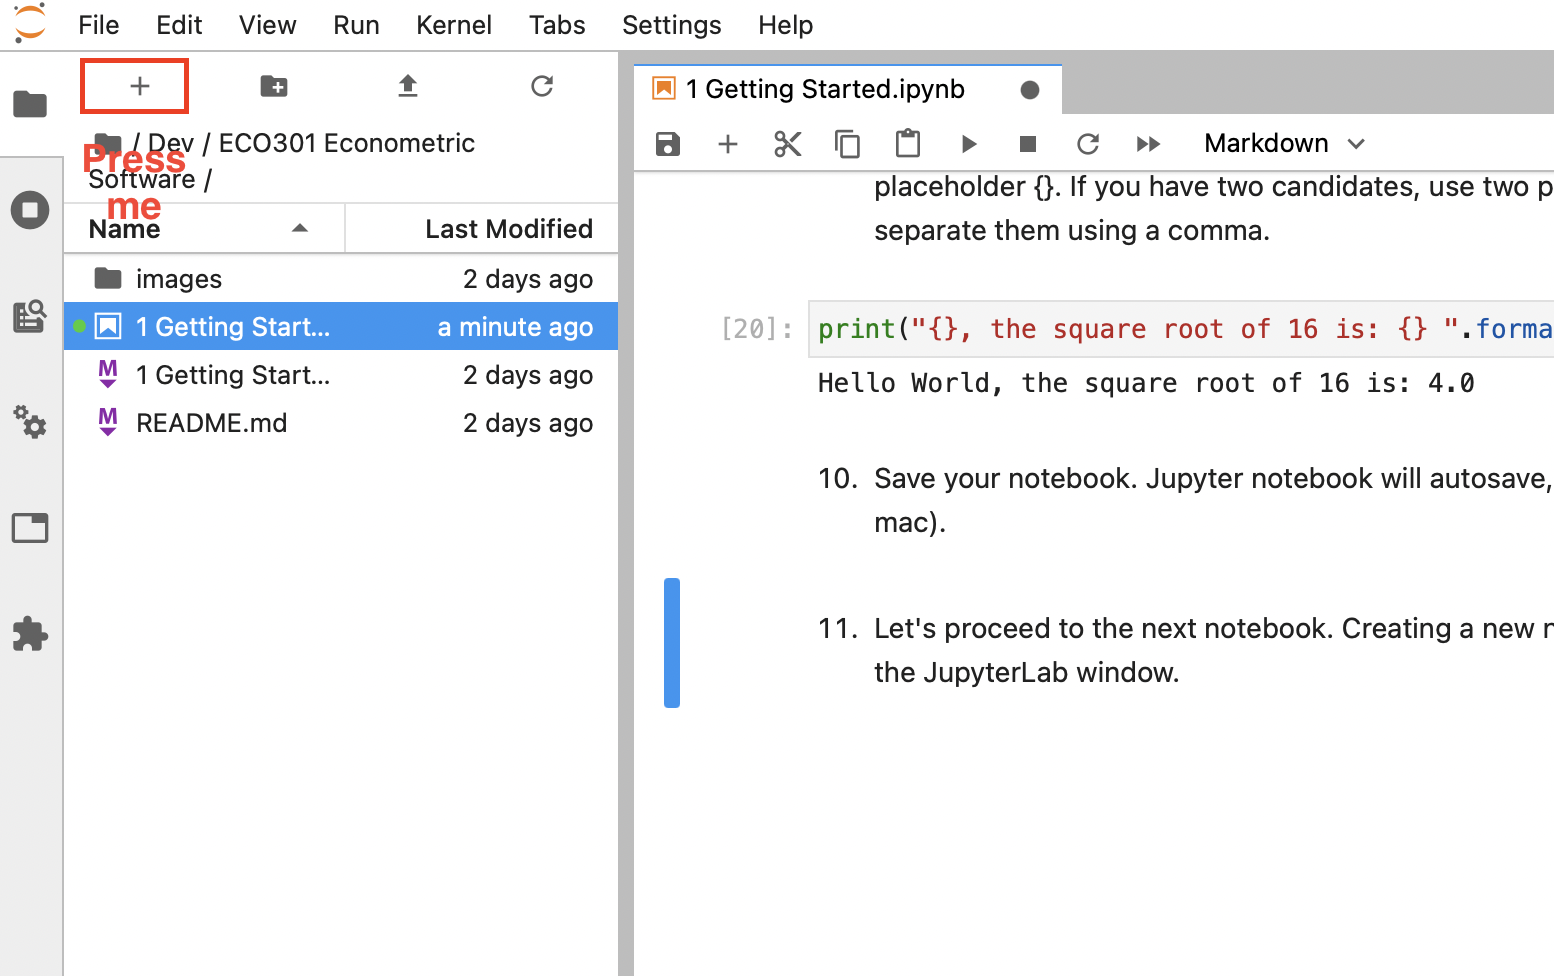 File Edit View Run Kernel Tabs Settings Help
/ Dev / ECO301 Econometric
Software /
Press
me
Name Last Modified
images 2 days ago
1 Getting Start... a minute ago
1 Getting Start... 2 days ago
README.md 2 days ago
1 Getting Started.ipynb
Markdown
placeholder {}. If you have two candidates, use two p
separate them using a comma.
[20]: print("{}, the square root of 16 is: {} ".forma
Hello World, the square root of 16 is: 4.0
10. Save your notebook. Jupyter notebook will autosave,
mac).
11. Let's proceed to the next notebook. Creating a new n
the JupyterLab window.